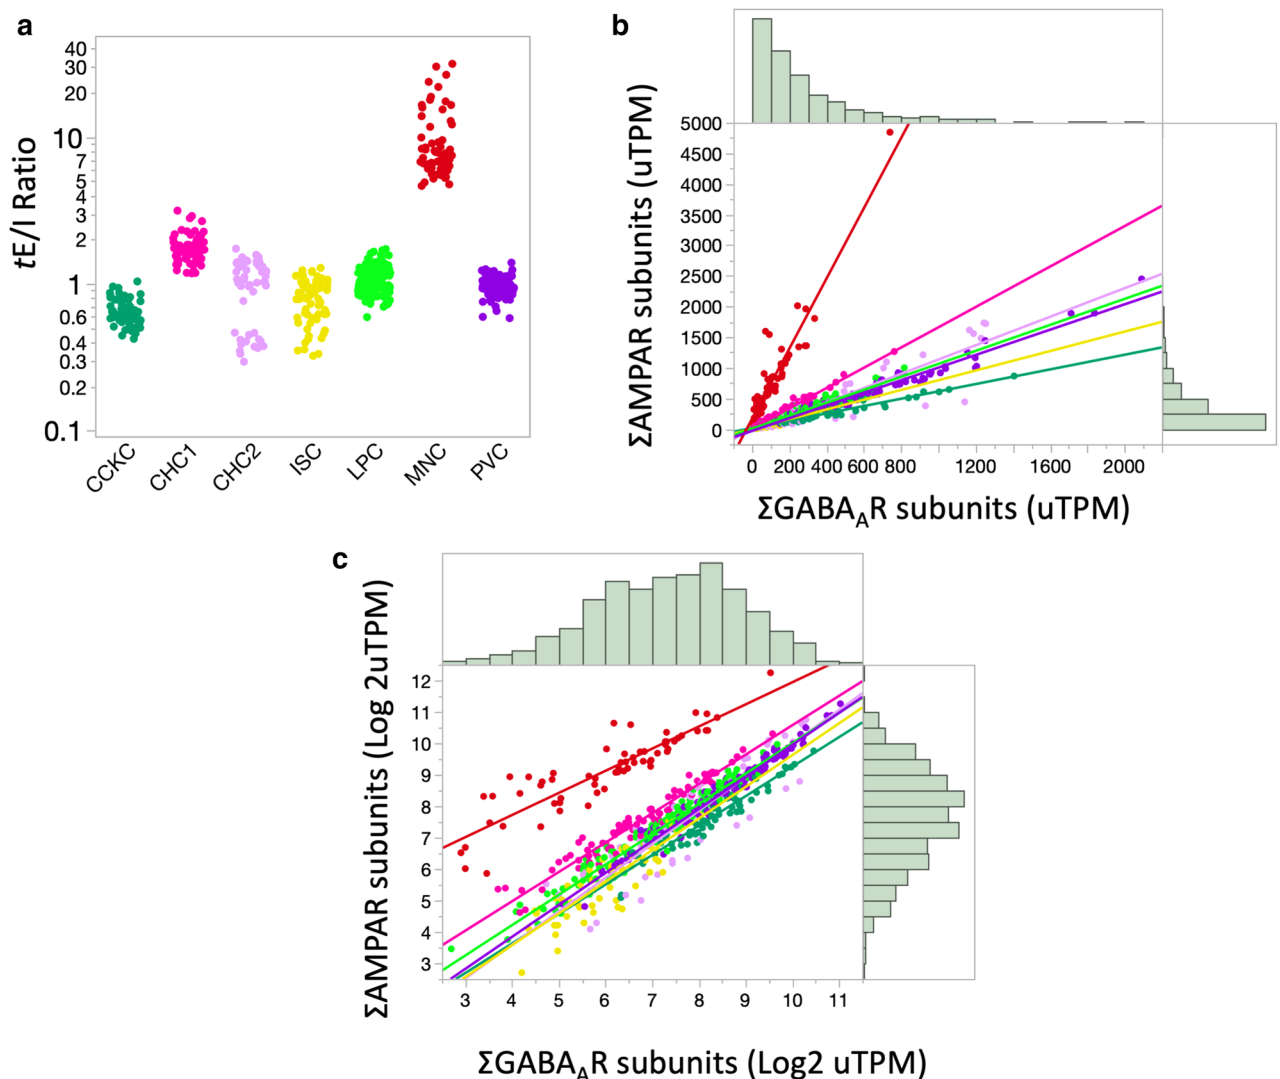 a
tE/I Ratio
40
30
20
10
7
5
4
3
2
1
0.6
0.4
0.3
0.2
0.1
CCKC
CHC1
CHC2
ISC
LPC
MNC
PVC
b
ΣAMPAR subunits (uTPM)
5000
4500
4000
3500
3000
2500
2000
1500
1000
500
0
0 200 400 600 800 1200 1600 2000
ΣGABAAR subunits (uTPM)
c
ΣAMPAR subunits (Log 2uTPM)
12
11
10
9
8
7
6
5
4
3
3 4 5 6 7 8 9 10 11
ΣGABAAR subunits (Log2 uTPM)